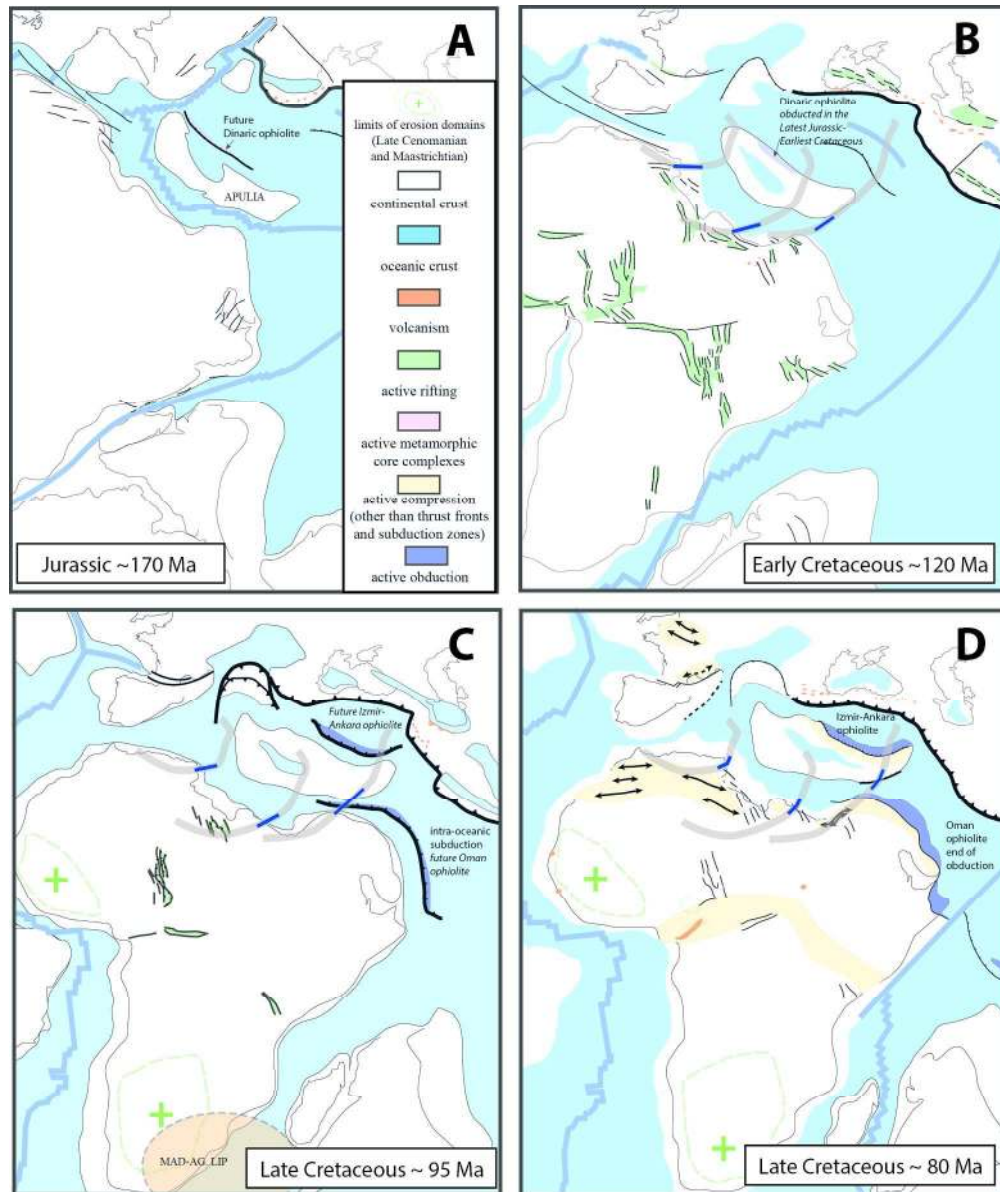 A
Future
Dinaric ophiolite
APULIA
limits of erosion domains
(Late Cenomanian
and Maastrichtian)
continental crust
oceanic crust
volcanism
active rifting
active metamorphic
core complexes
active compression
(other than thrust fronts
and subduction zones)
active obduction
Jurassic ~170 Ma
B
Dinaric ophiolite
obducted in the
Latest Jurassic-
Earliest Cretaceous
Early Cretaceous ~120 Ma
C
Future Izmir-
Ankara ophiolite
intra-oceanic
subduction
future Oman
ophiolite
MAD-AG. LIP
Late Cretaceous ~ 95 Ma
D
Izmir-Ankara
ophiolite
Oman
ophiolite
end of
obduction
Late Cretaceous ~ 80 Ma